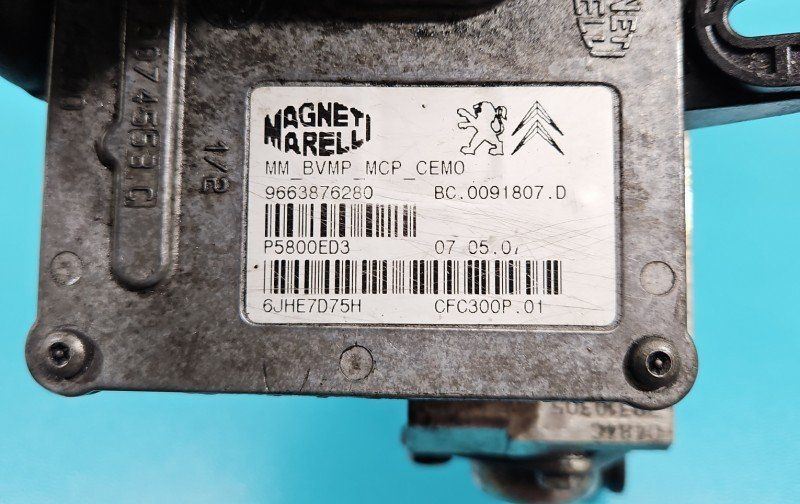 MAGNETI
MARELLI
MM_BVMP_MCP_CEMO
9663876280 BC.0091807.D
P5800ED3 07 05.07
6JHE7D75H CFC300P.01
1/2